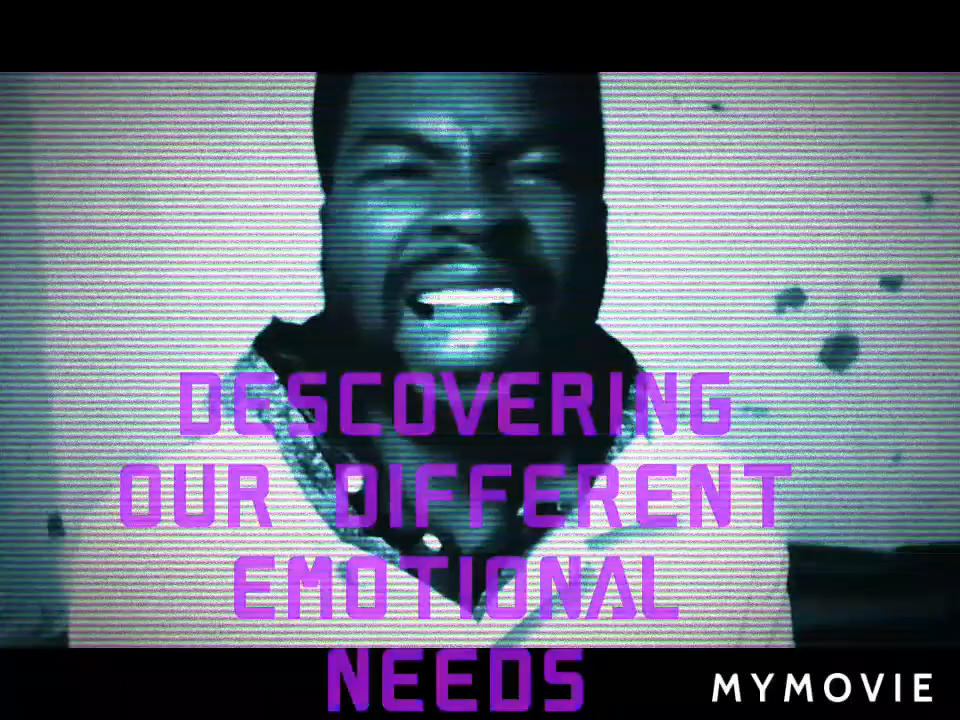 DESCOVERING
OUR DIFFERENT
EMOTIONAL
NEEDS
MYMOVIE